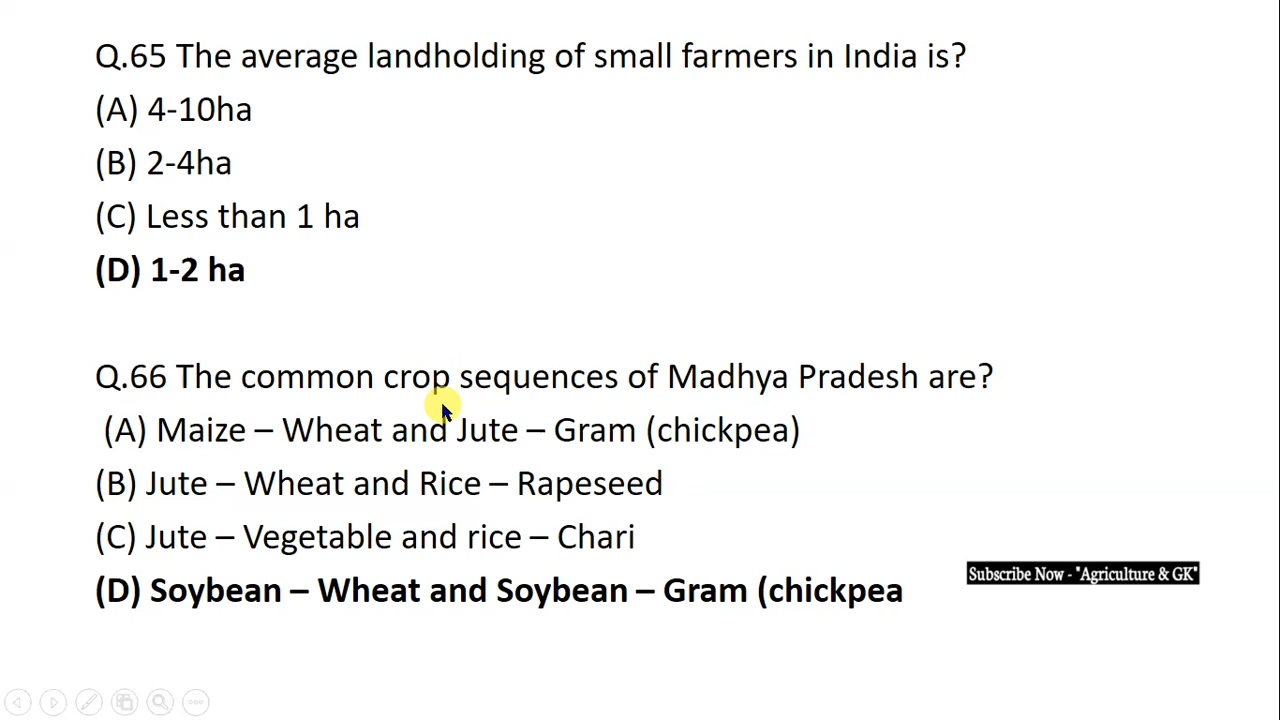 Q.65 The average landholding of small farmers in India is?
(A) 4-10ha
(B) 2-4ha
(C) Less than 1 ha
(D) 1-2 ha
Q.66 The common crop sequences of Madhya Pradesh are?
(A) Maize – Wheat and Jute – Gram (chickpea)
(B) Jute – Wheat and Rice – Rapeseed
(C) Jute – Vegetable and rice – Chari
(D) Soybean – Wheat and Soybean – Gram (chickpea
Subscribe Now - "Agriculture & GK"